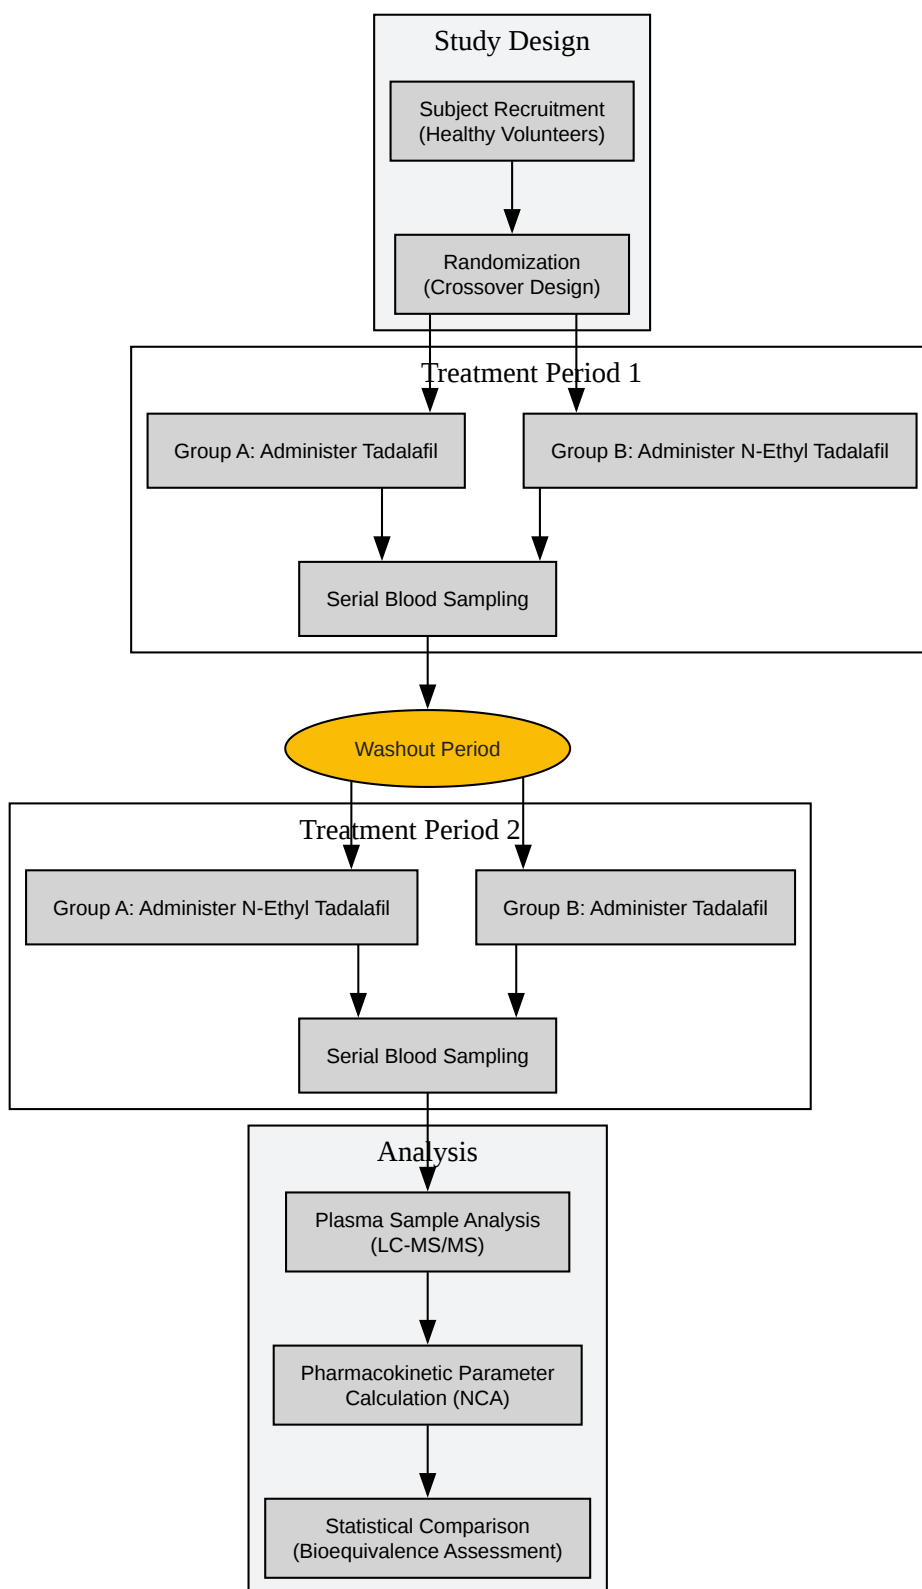 Study Design
Subject Recruitment
(Healthy Volunteers)
Randomization
(Crossover Design)
Treatment Period 1
Group A: Administer Tadalafil
Group B: Administer N-Ethyl Tadalafil
Serial Blood Sampling
Washout Period
Treatment Period 2
Group A: Administer N-Ethyl Tadalafil
Group B: Administer Tadalafil
Serial Blood Sampling
Analysis
Plasma Sample Analysis
(LC-MS/MS)
Pharmacokinetic Parameter
Calculation (NCA)
Statistical Comparison
(Bioequivalence Assessment)